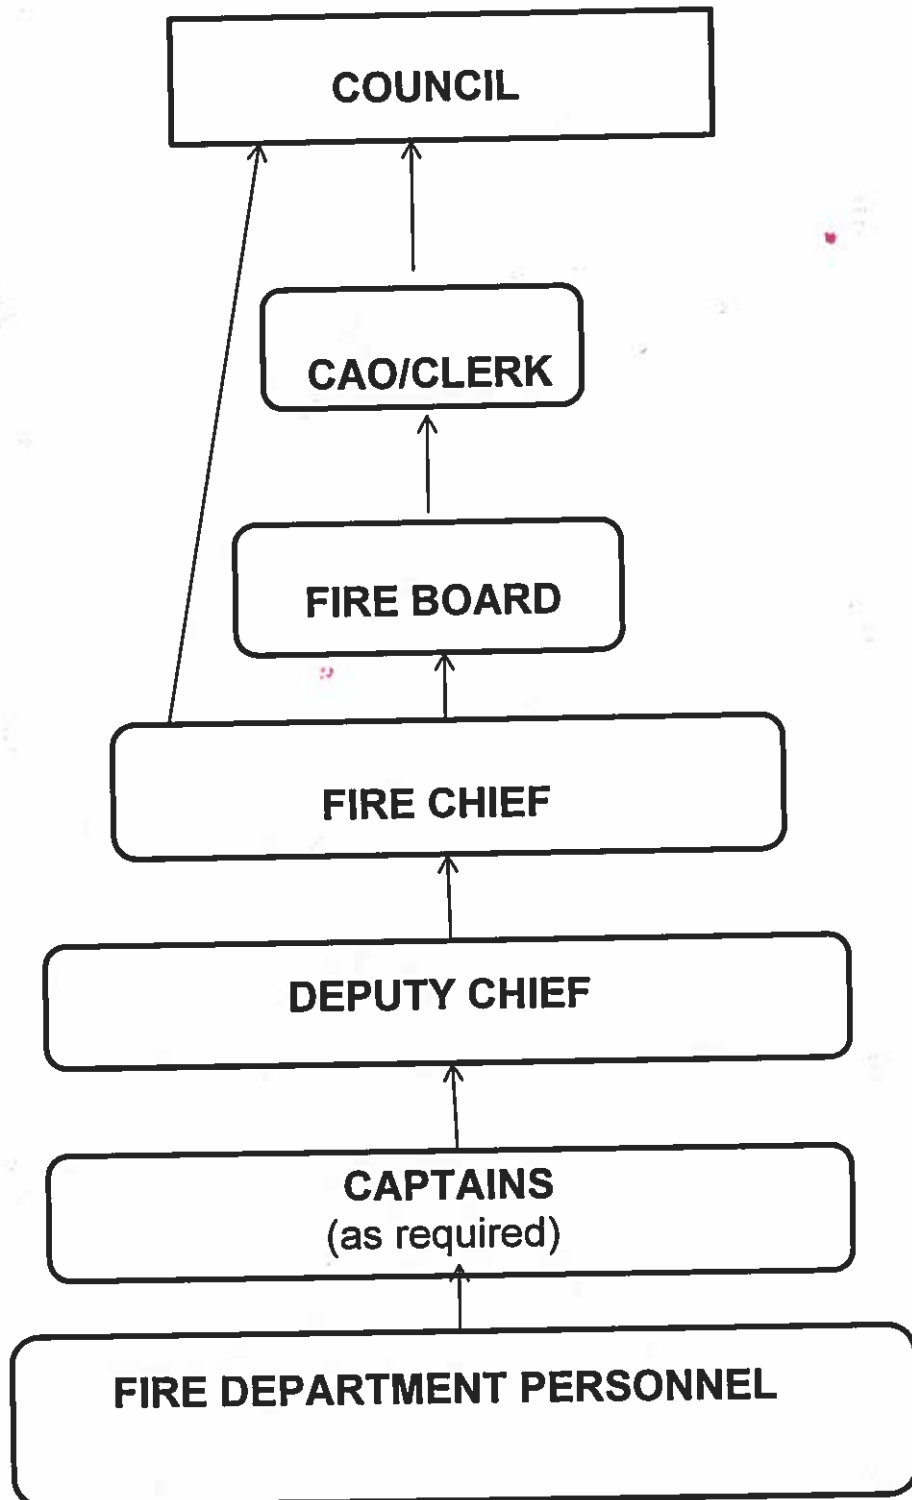 COUNCIL
CAO/CLERK
FIRE BOARD
FIRE CHIEF
DEPUTY CHIEF
CAPTAINS
(as required)
FIRE DEPARTMENT PERSONNEL